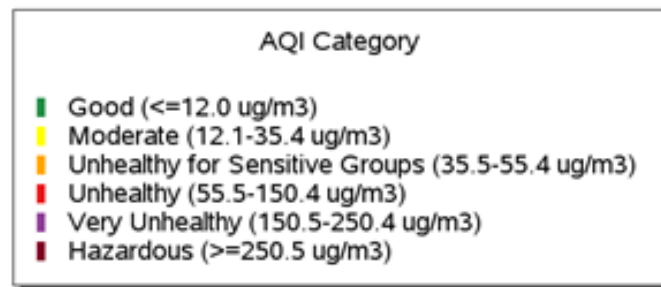 AQI Category
Good (<=12.0 ug/m3)
Moderate (12.1-35.4 ug/m3)
Unhealthy for Sensitive Groups (35.5-55.4 ug/m3)
Unhealthy (55.5-150.4 ug/m3)
Very Unhealthy (150.5-250.4 ug/m3)
Hazardous (>=250.5 ug/m3)